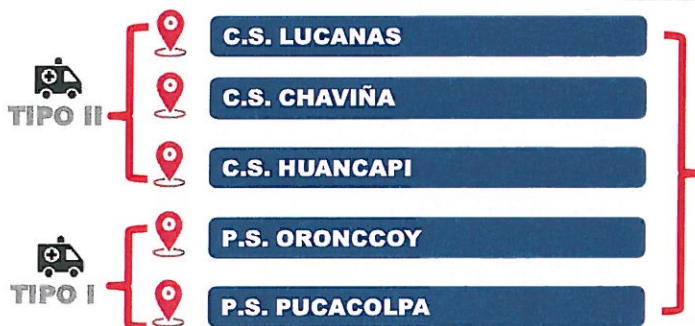 C.S. LUCANAS
C.S. CHAVIÑA
TIPO II
C.S. HUANCAPI
P.S. ORONCCOY
TIPO I
P.S. PUCACOLPA